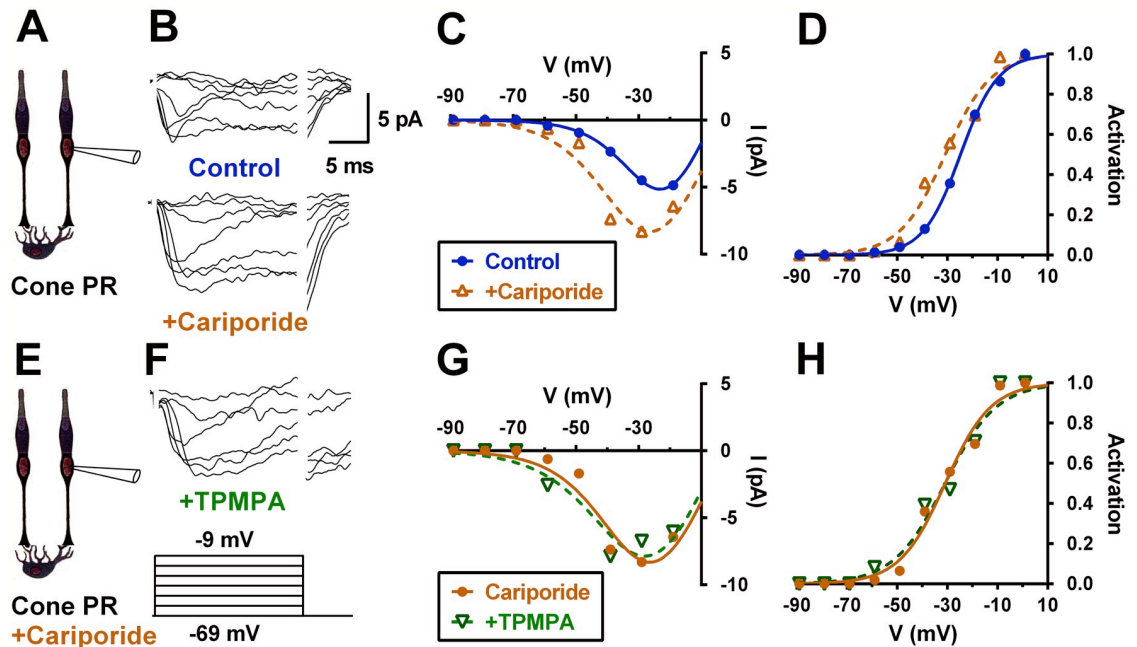 A
B
C
D
Cone PR
Control
5 pA
5 ms
+Cariporide
V (mV)
-90 -70 -50 -30
5
0
-5
-10
I (pA)
Control
+Cariporide
1.0
0.8
0.6
0.4
0.2
0.0
Activation
-90 -70 -50 -30 -10 10
V (mV)
E
F
G
H
Cone PR
+Cariporide
+TPMPA
-9 mV
-69 mV
V (mV)
-90 -70 -50 -30
5
0
-5
-10
I (pA)
Cariporide
+TPMPA
1.0
0.8
0.6
0.4
0.2
0.0
Activation
-90 -70 -50 -30 -10 10
V (mV)